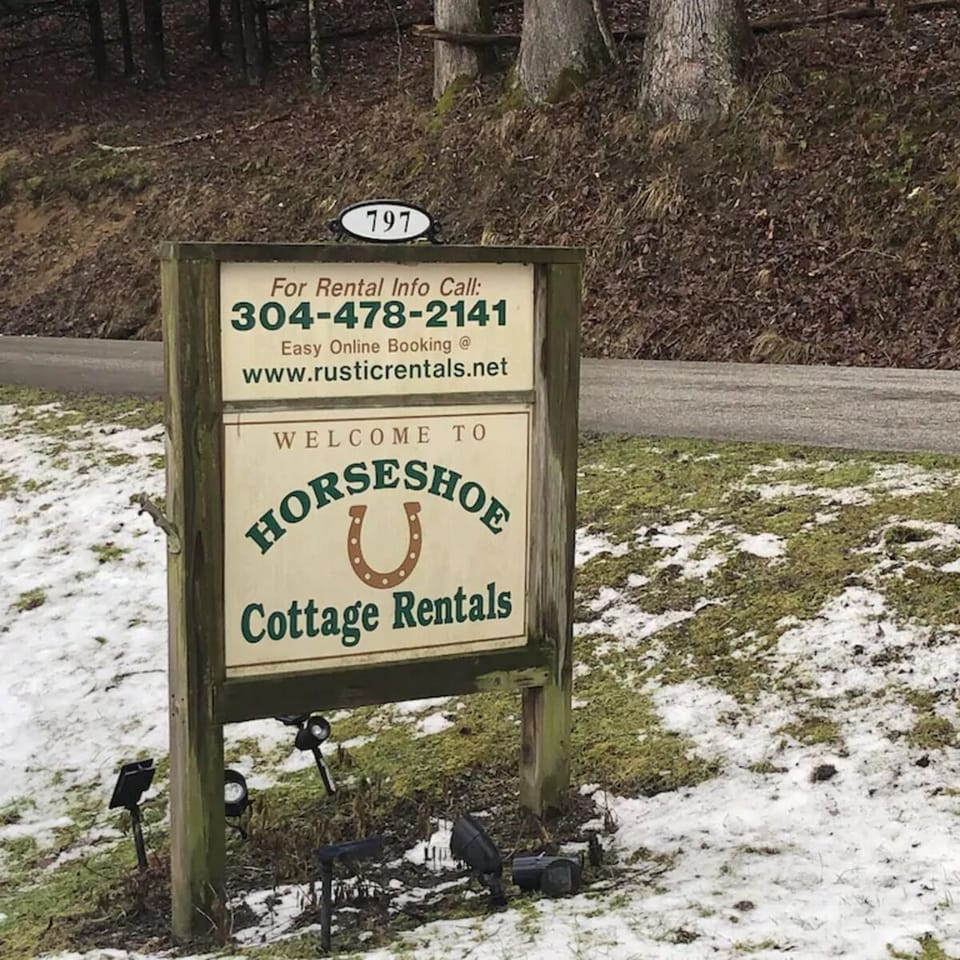 797
For Rental Info Call:
304-478-2141
Easy Online Booking @
www.rusticrentals.net
WELCOME TO
HORSESHOE
Cottage Rentals